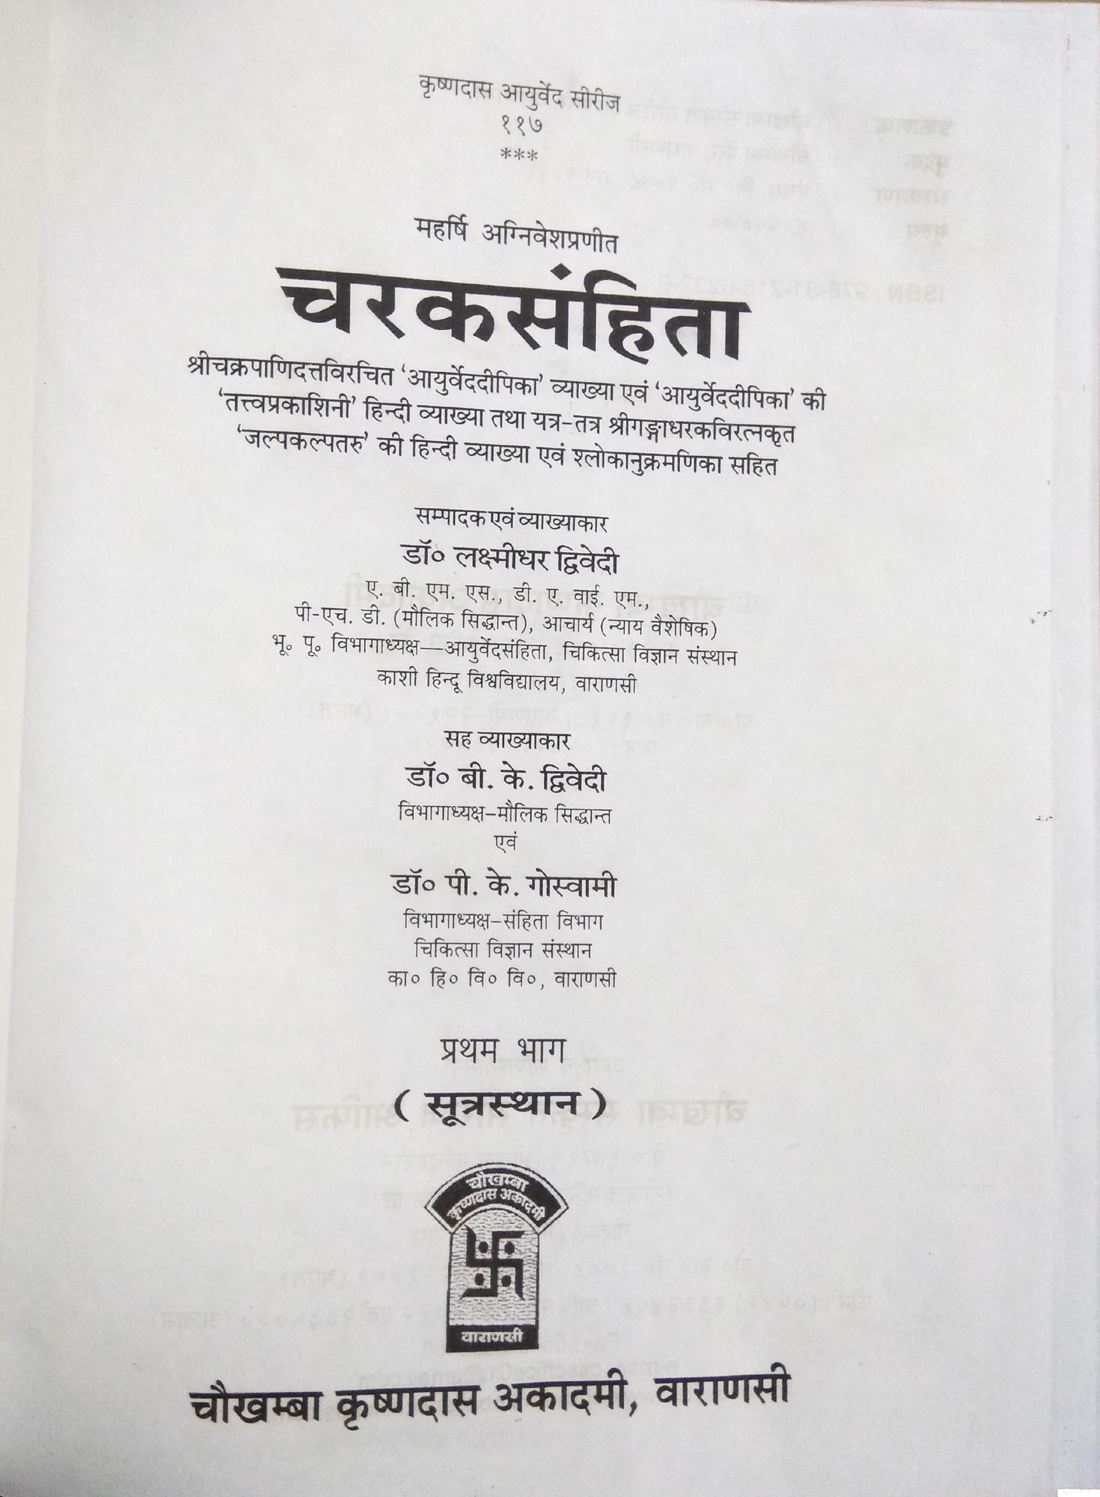 कृष्णदास आयुर्वेद सीरीज
११७
***
महर्षि अग्निवेशप्रणीत
चरकसंहिता
श्रीचक्रपाणिदत्तविरचित ‘आयुर्वेददीपिका’ व्याख्या एवं ‘आयुर्वेददीपिका’ की
‘तत्त्वप्रकाशिनी’ हिन्दी व्याख्या तथा यत्र-तत्र श्रीगङ्गाधरकविरत्नकृत
‘जल्पकल्पतरु’ की हिन्दी व्याख्या एवं श्लोकानुक्रमणिका सहित
सम्पादक एवं व्याख्याकार
डॉ० लक्ष्मीधर द्विवेदी
ए. बी. एम. एस., डी. ए. वाई. एम.,
पी-एच. डी. (मौलिक सिद्धान्त), आचार्य (न्याय वैशेषिक)
भू० पू० विभागाध्यक्ष—आयुर्वेदसंहिता, चिकित्सा विज्ञान संस्थान
काशी हिन्दू विश्वविद्यालय, वाराणसी
सह व्याख्याकार
डॉ० बी. के. द्विवेदी
विभागाध्यक्ष-मौलिक सिद्धान्त
एवं
डॉ० पी. के. गोस्वामी
विभागाध्यक्ष-संहिता विभाग
चिकित्सा विज्ञान संस्थान
का० हि० वि० वि०, वाराणसी
प्रथम भाग
( सूत्रस्थान )
चौखम्बा
कृष्णदास अकादमी
वाराणसी
चौखम्बा कृष्णदास अकादमी, वाराणसी